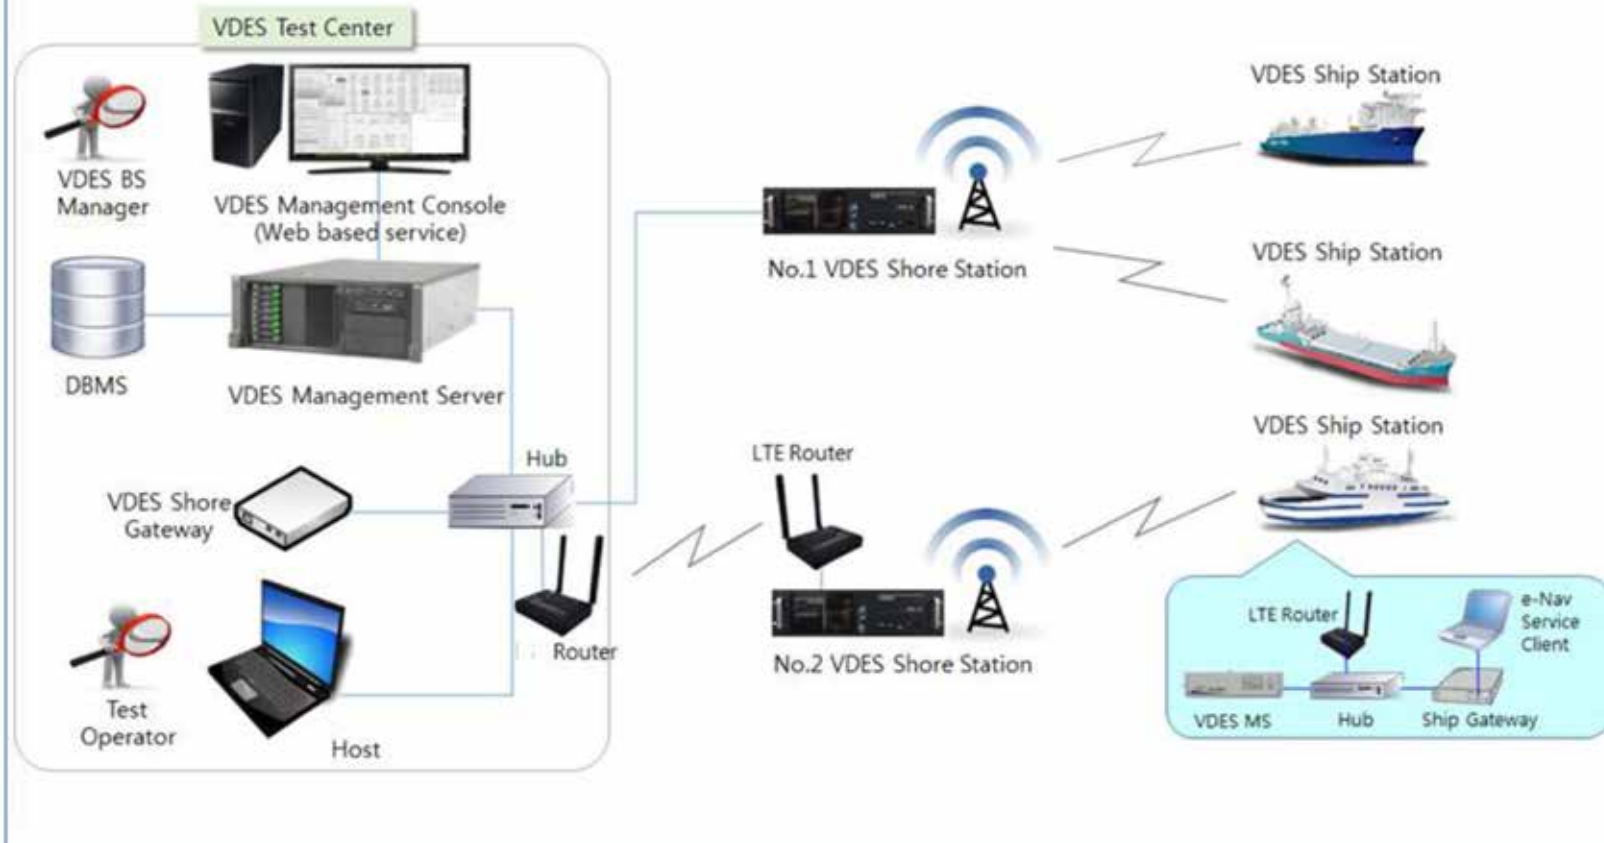 VDES Test Center
VDES BS
Manager
VDES Management Console
(Web based service)
DBMS
VDES Management Server
Hub
VDES Shore
Gateway
Router
Test
Operator
Host
No.1 VDES Shore Station
LTE Router
No.2 VDES Shore Station
VDES Ship Station
VDES Ship Station
VDES Ship Station
LTE Router
e-Nav
Service
Client
VDES MS
Hub
Ship Gateway